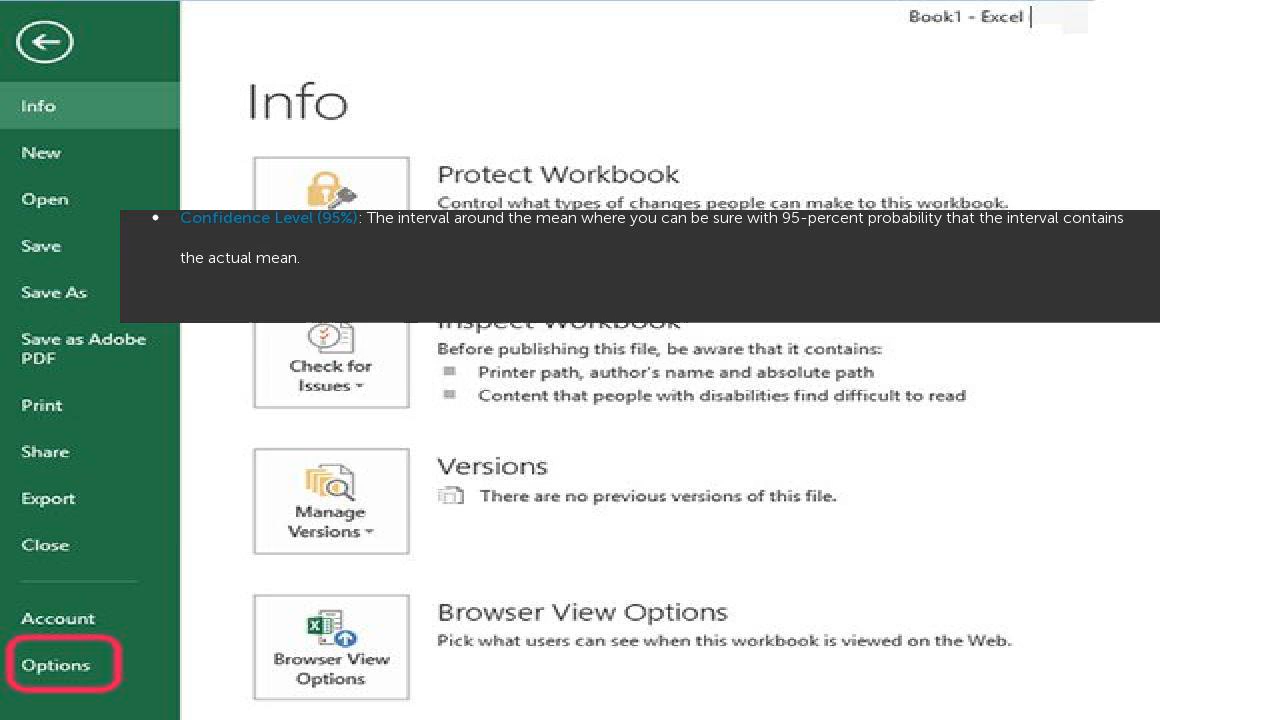 Book1 - Excel
Info
New
Open
Save
Save As
Save as Adobe
PDF
Print
Share
Export
Close
Account
Options
Info
Protect Workbook
Control what types of changes people can make to this workbook.
• Confidence Level (95%): The interval around the mean where you can be sure with 95-percent probability that the interval contains
the actual mean.
Inspect Workbook
Before publishing this file, be aware that it contains:
Printer path, author's name and absolute path
Content that people with disabilities find difficult to read
Check for
Issues
Versions
There are no previous versions of this file.
Manage
Versions
Browser View Options
Pick what users can see when this workbook is viewed on the Web.
Browser View
Options